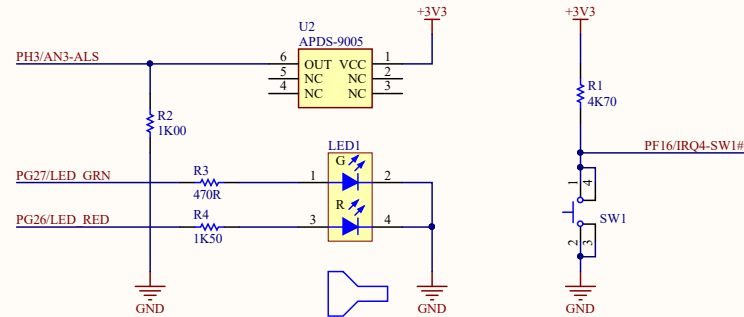 +3V3
+3V3
U2
APDS-9005
PH3/AN3-ALS
6 OUT VCC 1
5 NC NC 2
4 NC NC 3
R1
4K70
R2
1K00
PF16/IRQ4-SW1#
LED1
G
PG27/LED_GRN
R3
470R
1 2
1 4
R
PG26/LED_RED
R4
1K50
3 4
SW1
2 3
GND
GND
GND